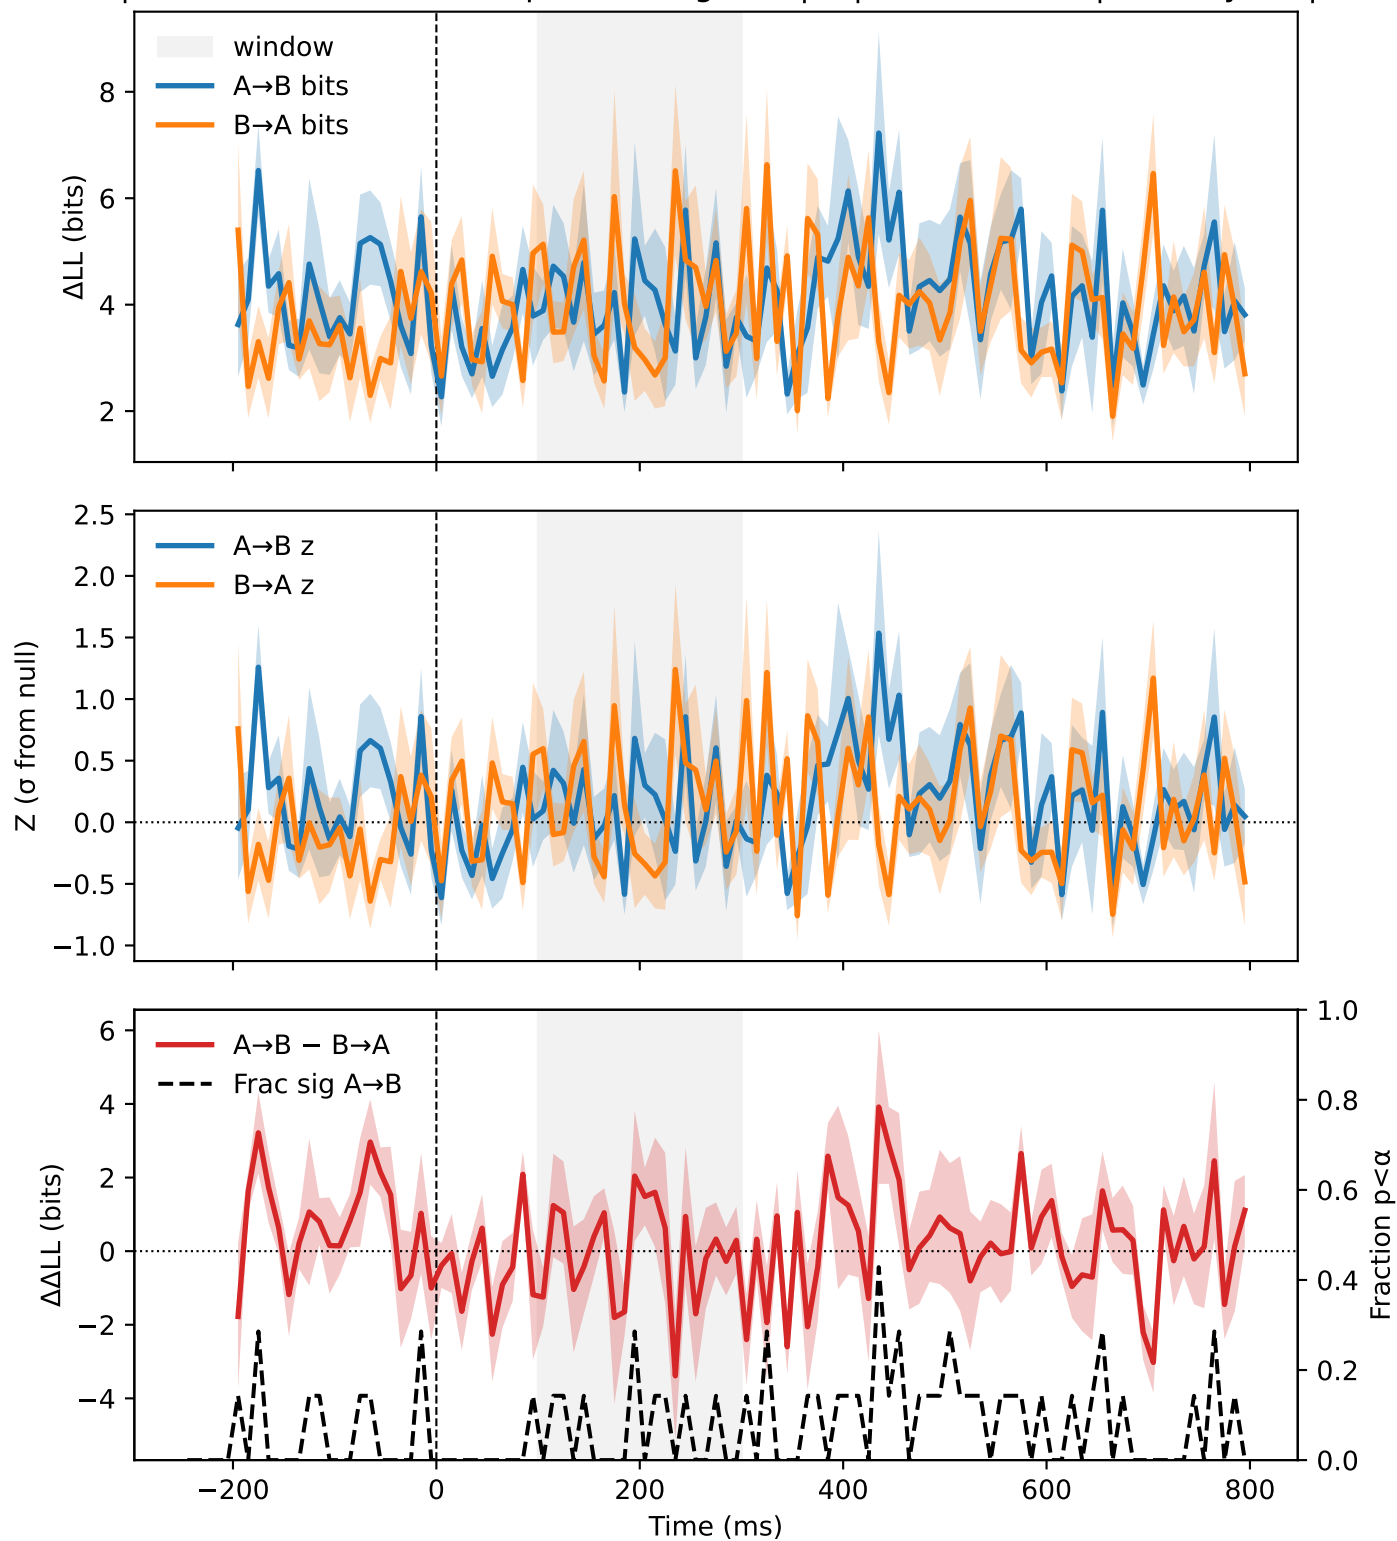 window
A→B bits
B→A bits
ΔLL (bits)
8
6
4
2
A→B z
B→A z
Z (σ from null)
2.5
2.0
1.5
1.0
0.5
0.0
−0.5
−1.0
A→B − B→A
Frac sig A→B
ΔΔLL (bits)
6
4
2
0
−2
−4
1.0
0.8
0.6
0.4
0.2
0.0
Fraction p<α
−200 0 200 400 600 800
Time (ms)